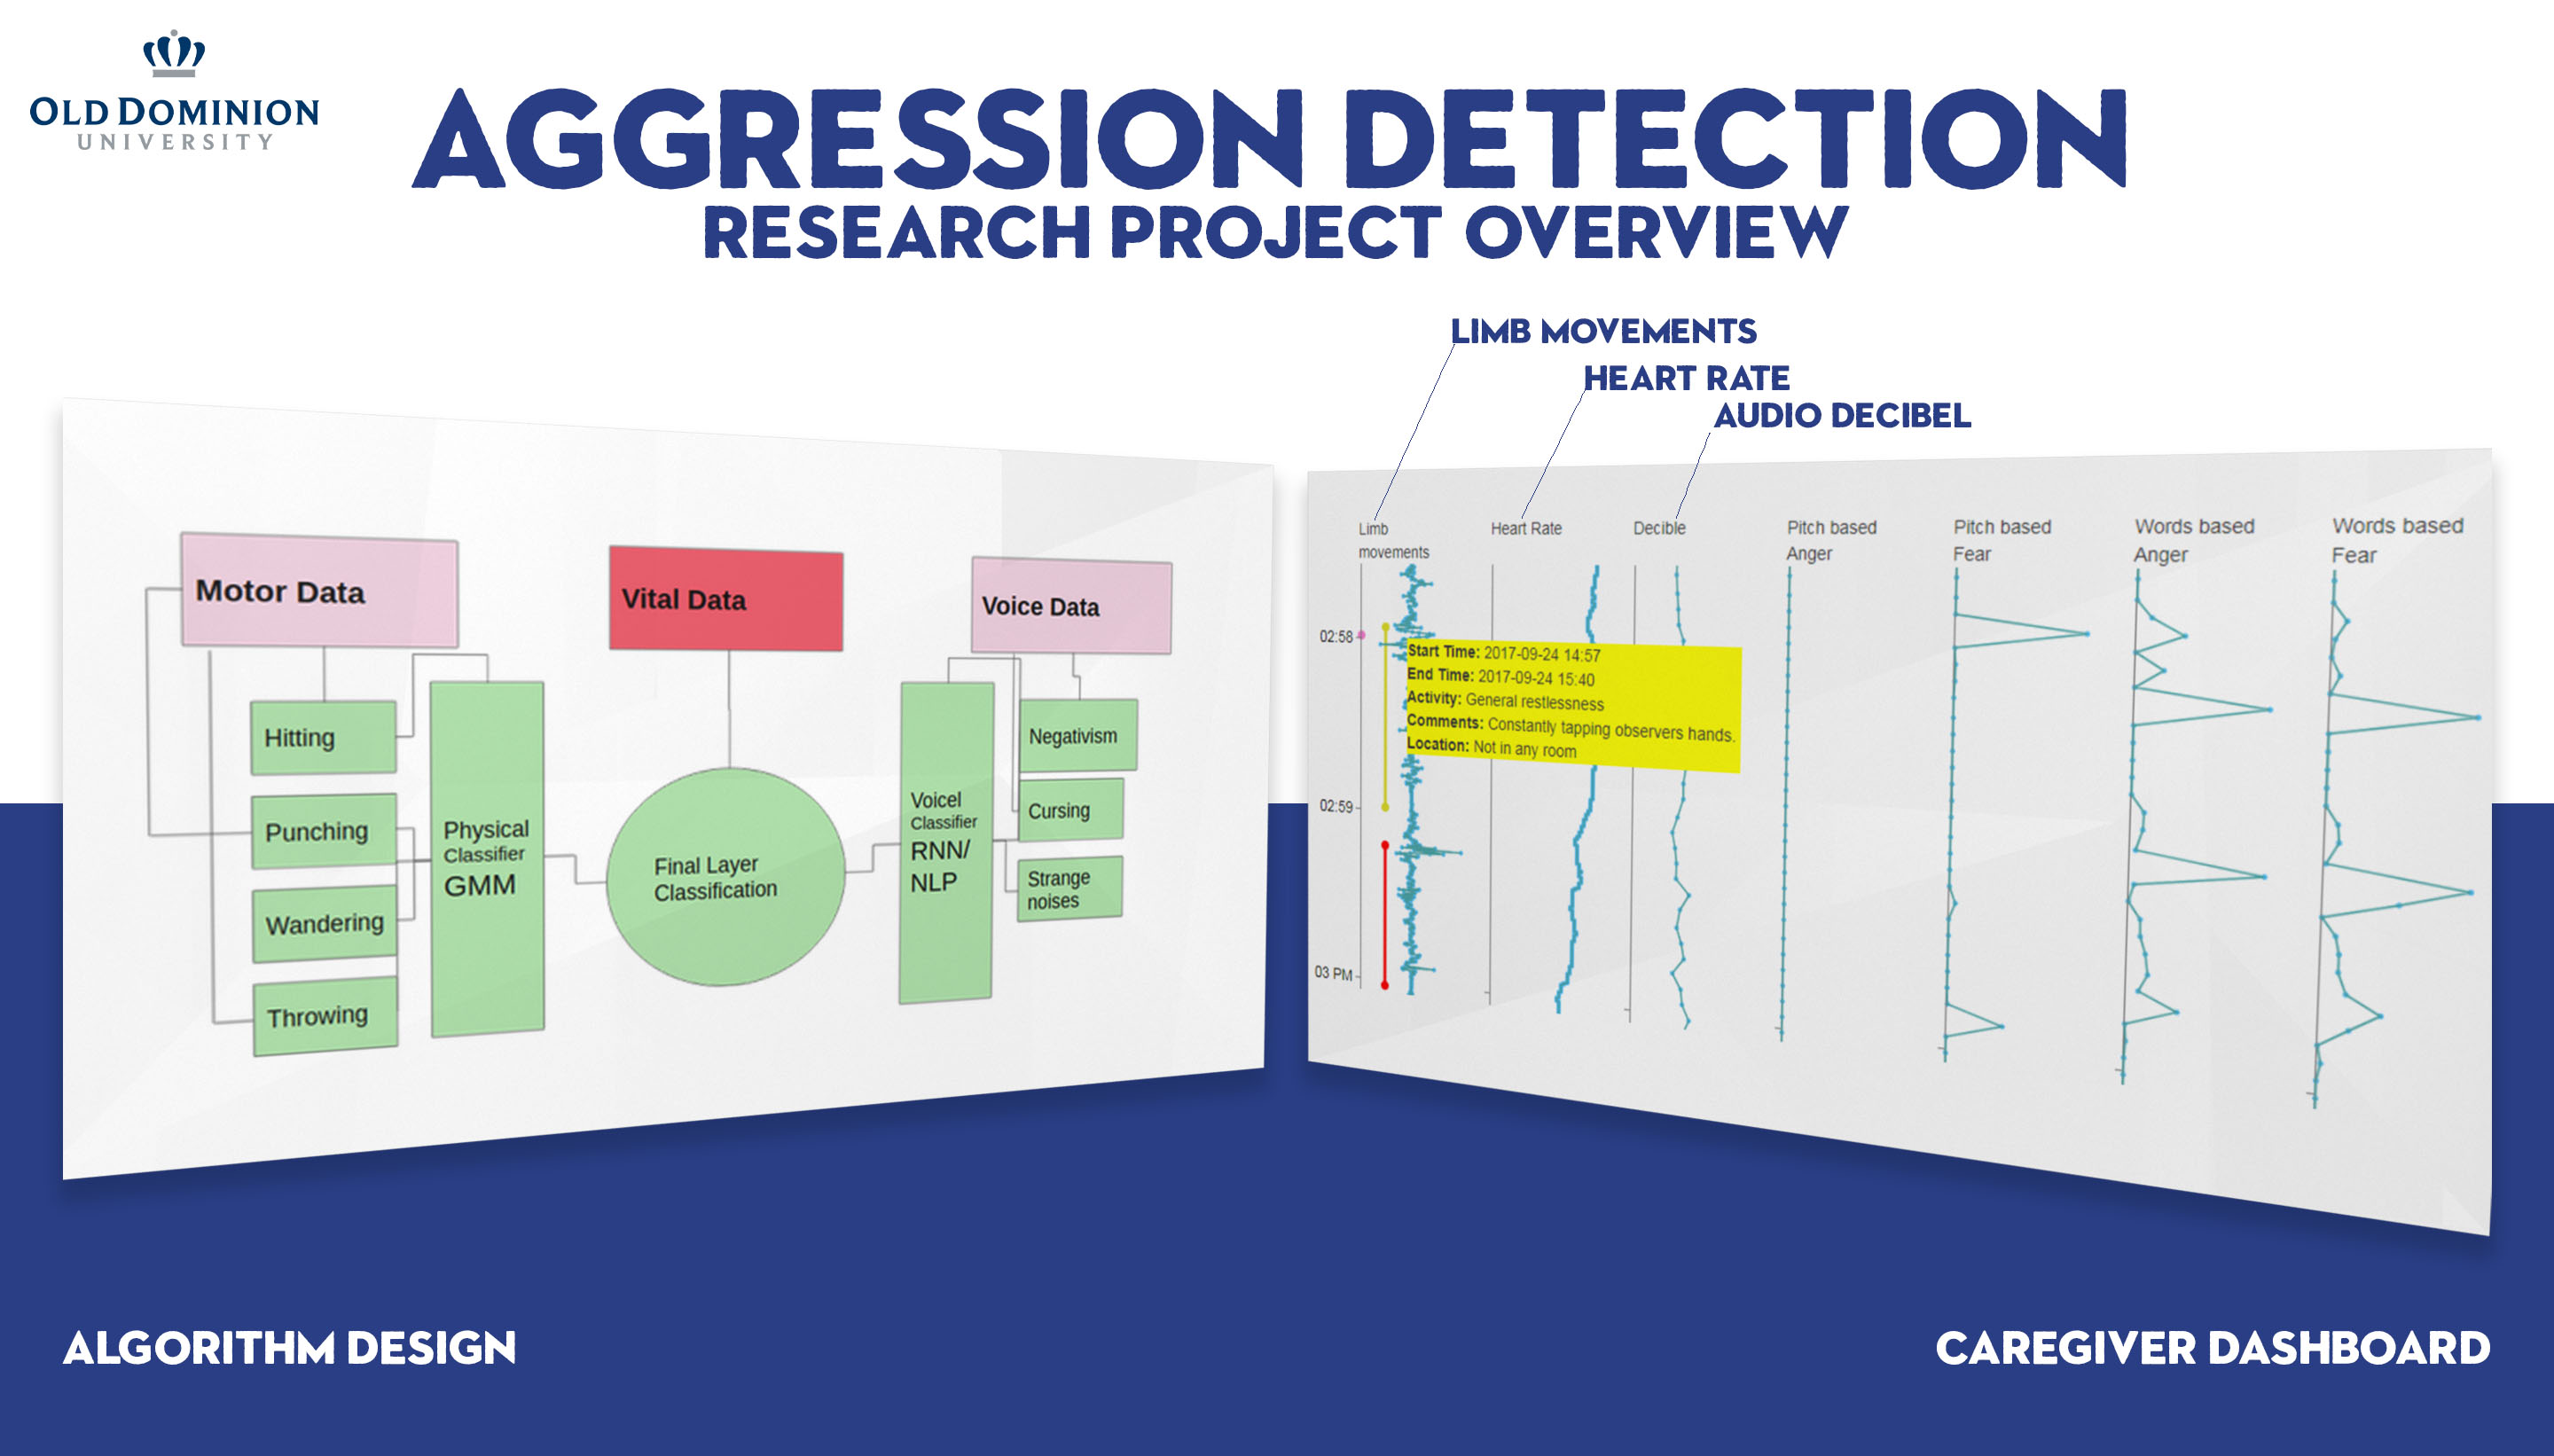 OLD DOMINION
UNIVERSITY
AGGRESSION DETECTION
RESEARCH PROJECT OVERVIEW
LIMB MOVEMENTS
HEART RATE
AUDIO DECIBEL
Motor Data
Vital Data
Voice Data
Hitting
Punching
Wandering
Throwing
Physical
Classifier
GMM
Final Layer
Classification
Voicel
Classifier
RNN/
NLP
Negativism
Cursing
Strange
noises
Limb
movements
Heart Rate
Decible
Pitch based
Anger
Pitch based
Fear
Words based
Anger
Words based
Fear
02:58
02:59
03 PM
Start Time: 2017-09-24 14:57
End Time: 2017-09-24 15:40
Activity: General restlessness
Comments: Constantly tapping observers hands.
Location: Not in any room
ALGORITHM DESIGN
CAREGIVER DASHBOARD